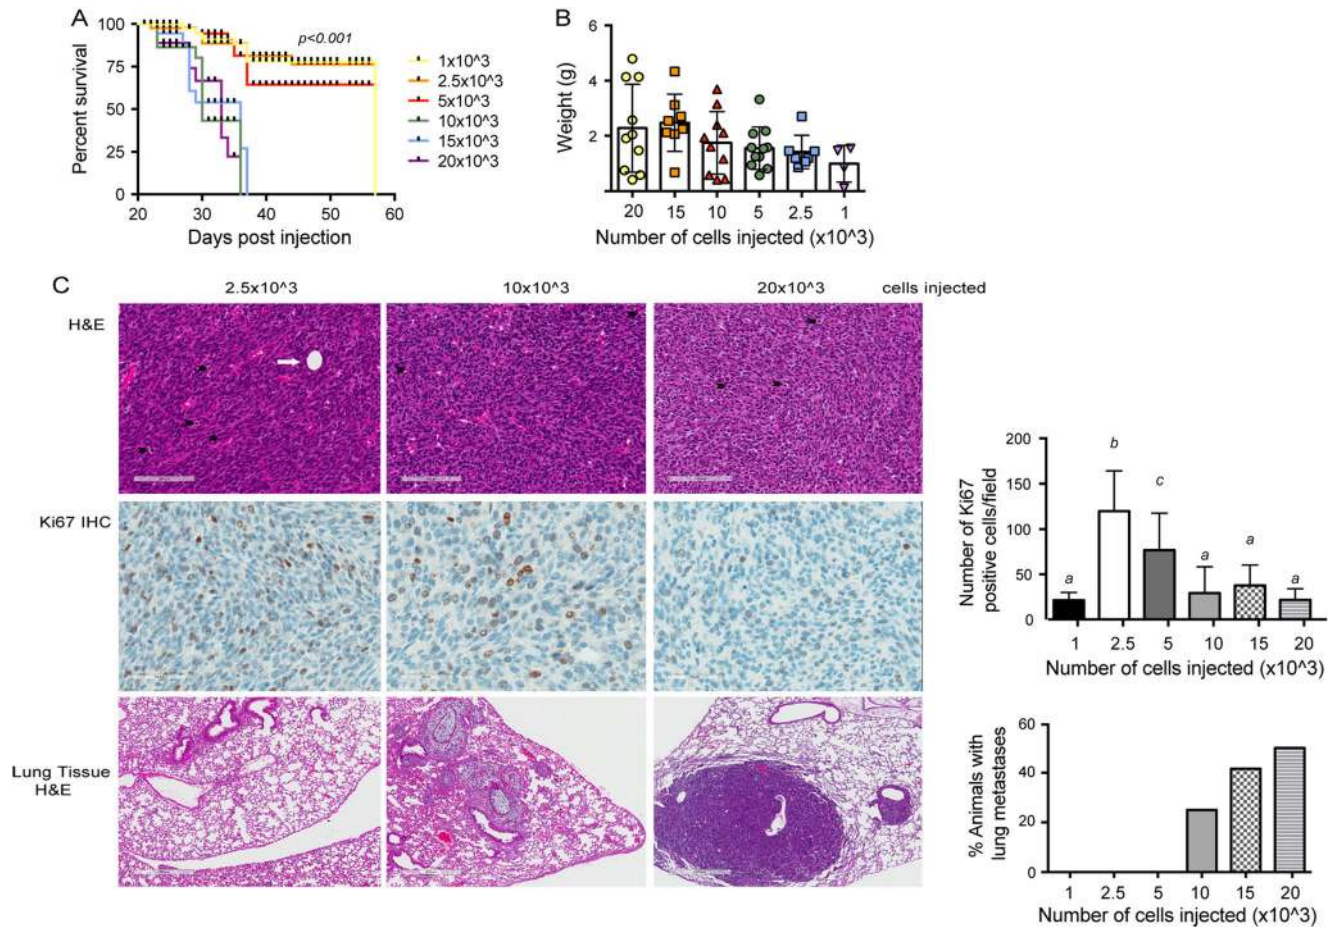 A
Percent survival
100
75
50
25
0
20 30 40 50 60
Days post injection
p<0.001
1x10^3
2.5x10^3
5x10^3
10x10^3
15x10^3
20x10^3
B
Weight (g)
6
4
2
0
20 15 10 5 2.5 1
Number of cells injected (x10^3)
C
2.5x10^3 10x10^3 20x10^3 cells injected
H&E
Ki67 IHC
Lung Tissue
H&E
Number of Ki67
positive cells/field
200
150
100
50
0
a b c a a a
1 2.5 5 10 15 20
Number of cells injected (x10^3)
% Animals with
lung metastases
60
40
20
0
1 2.5 5 10 15 20
Number of cells injected (x10^3)